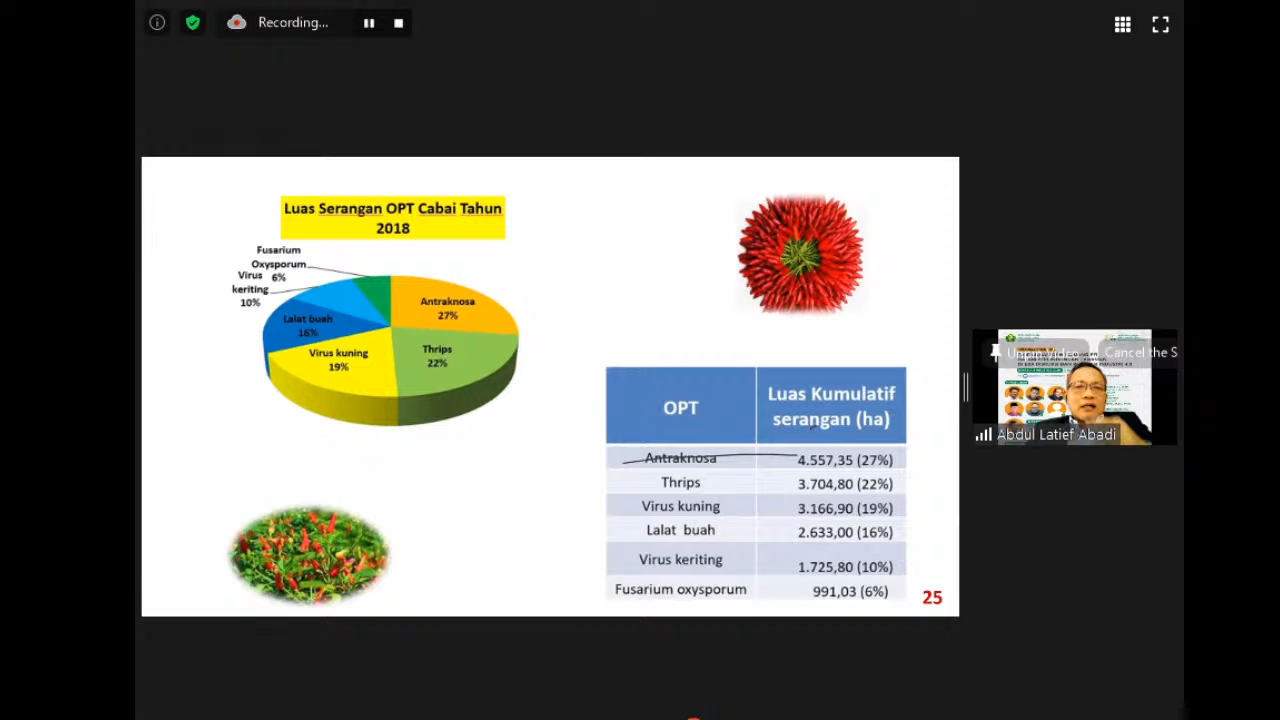 Recording...
Luas Serangan OPT Cabai Tahun
2018
Fusarium
Oxysporum
6%
Virus
keriting
10%
Lalat buah
16%
Antraknosa
27%
Virus kuning
19%
Thrips
22%
OPT
Luas Kumulatif
serangan (ha)
Antraknosa 4.557,35 (27%)
Thrips 3.704,80 (22%)
Virus kuning 3.166,90 (19%)
Lalat buah 2.633,00 (16%)
Virus keriting 1.725,80 (10%)
Fusarium oxysporum 991,03 (6%)
25
Cancel the S
Abdul Latief Abadi